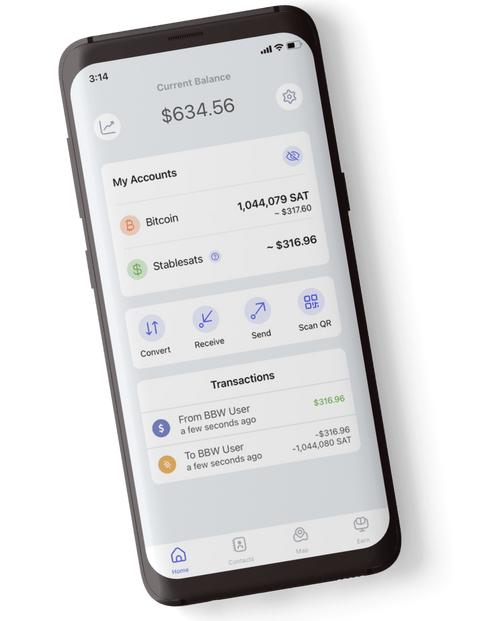 3:14
Current Balance
$634.56
My Accounts
Bitcoin
1,044,079 SAT
~ $317.60
Stablesats
~ $316.96
Convert
Receive
Send
Scan QR
Transactions
From BBW User
$316.96
a few seconds ago
To BBW User
-$316.96
a few seconds ago
-1,044,080 SAT
Home
Contacts
Map
Earn